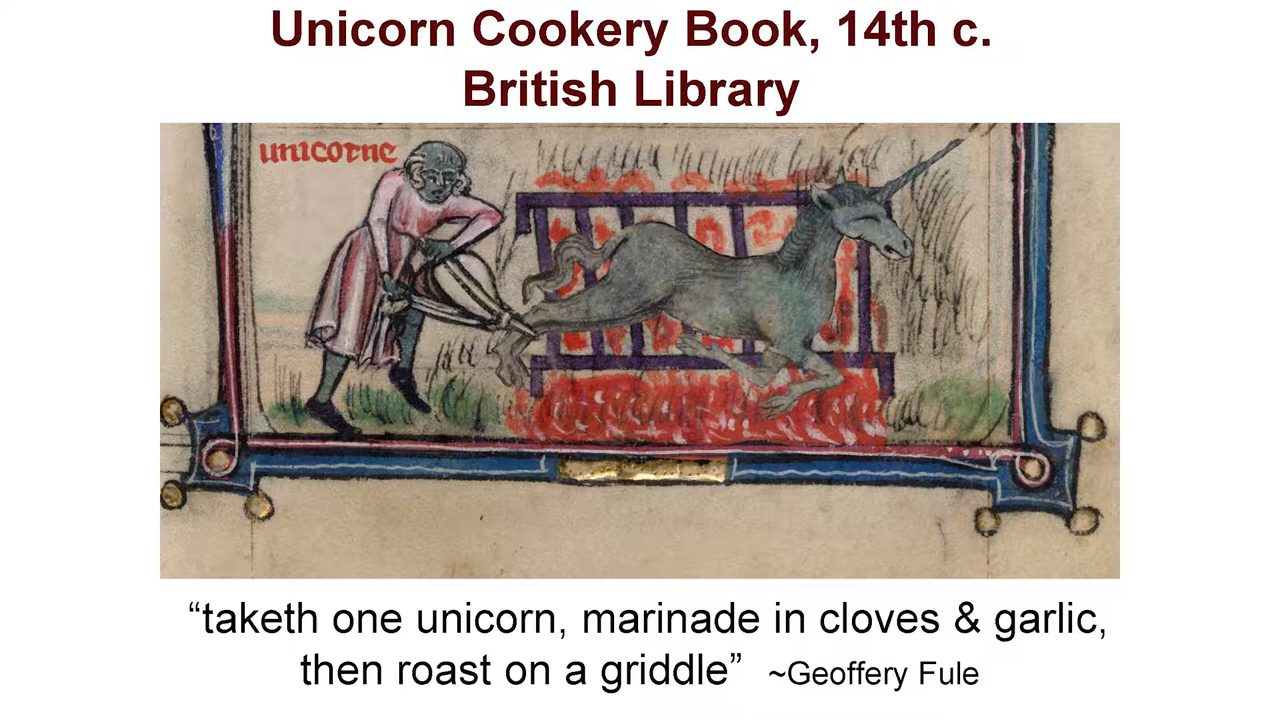 Unicorn Cookery Book, 14th c.
British Library
unicorne
“taketh one unicorn, marinade in cloves & garlic,
then roast on a griddle” ~Geoffery Fule